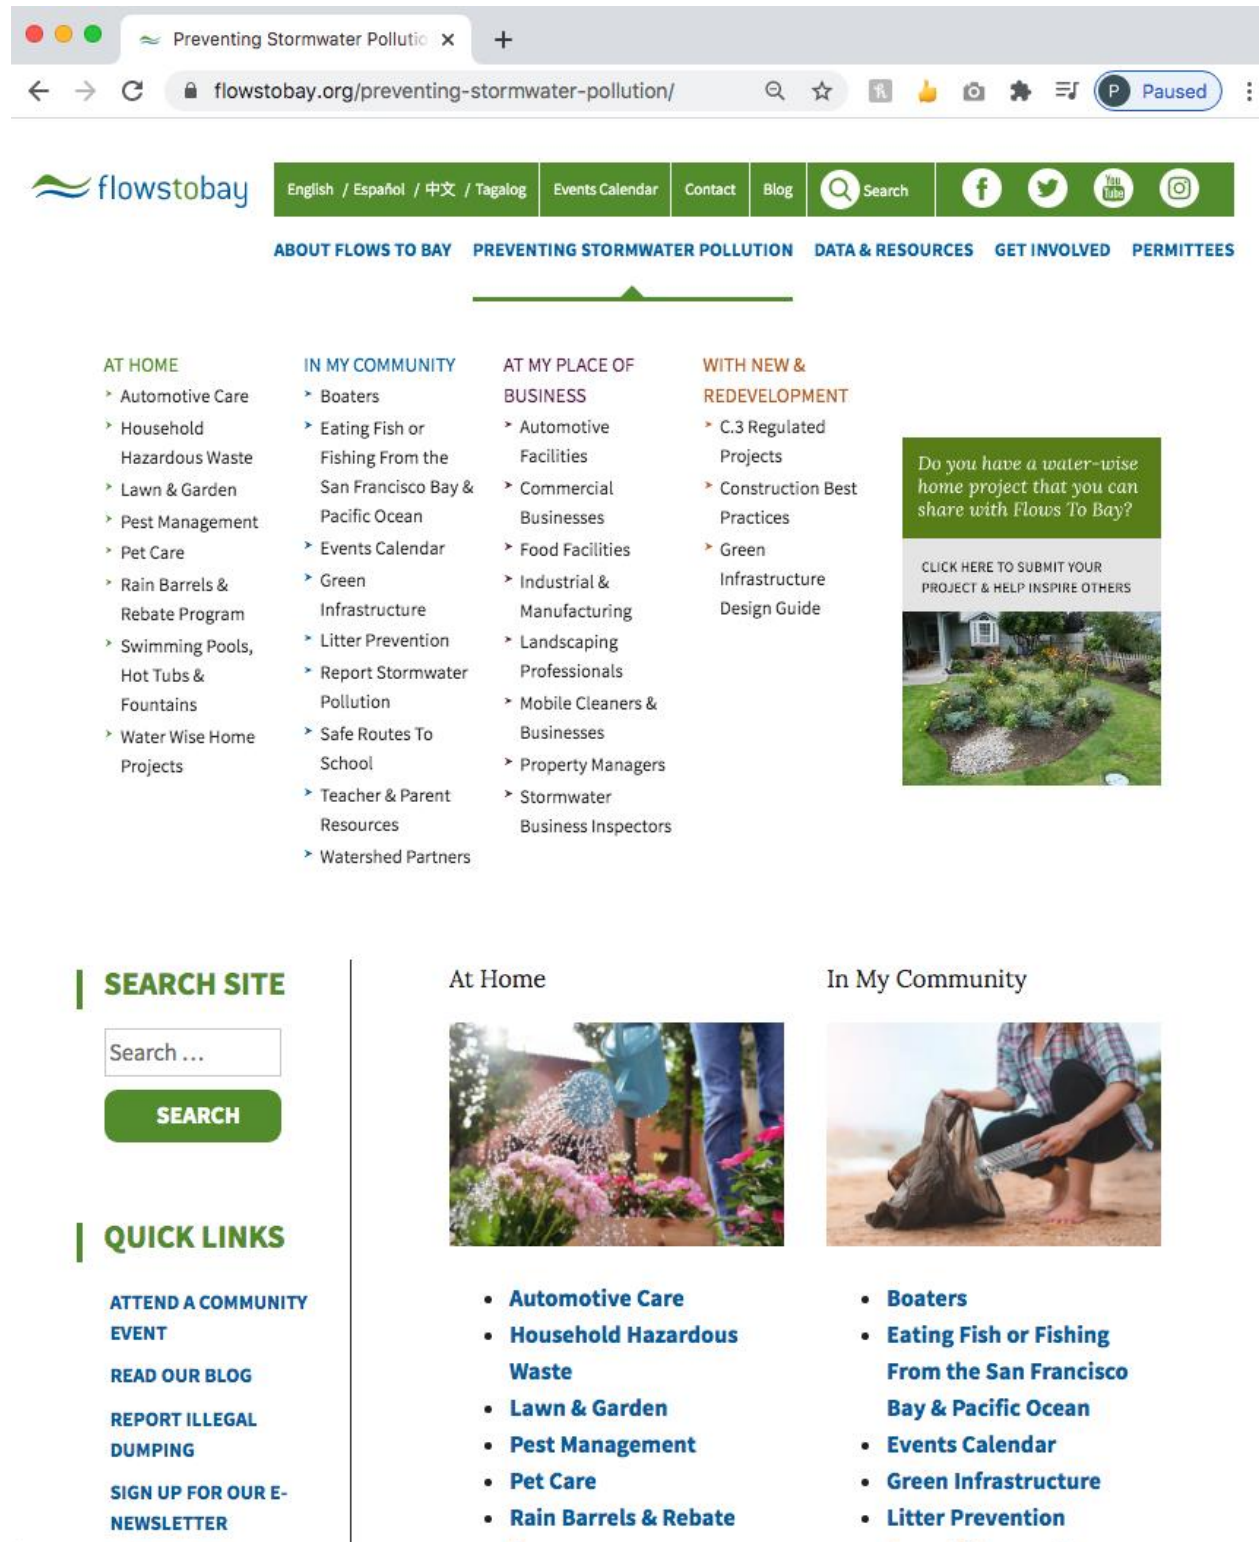 Preventing Stormwater Pollutio
flowstobay.org/preventing-stormwater-pollution/
P Paused
flowstobay
English / Español / 中文 / Tagalog
Events Calendar
Contact
Blog
Search
You Tube
ABOUT FLOWS TO BAY
PREVENTING STORMWATER POLLUTION
DATA & RESOURCES
GET INVOLVED
PERMITTEES
AT HOME
Automotive Care
Household
Hazardous Waste
Lawn & Garden
Pest Management
Pet Care
Rain Barrels &
Rebate Program
Swimming Pools,
Hot Tubs &
Fountains
Water Wise Home
Projects
IN MY COMMUNITY
Boaters
Eating Fish or
Fishing From the
San Francisco Bay &
Pacific Ocean
Events Calendar
Green
Infrastructure
Litter Prevention
Report Stormwater
Pollution
Safe Routes To
School
Teacher & Parent
Resources
Watershed Partners
AT MY PLACE OF
BUSINESS
Automotive
Facilities
Commercial
Businesses
Food Facilities
Industrial &
Manufacturing
Landscaping
Professionals
Mobile Cleaners &
Businesses
Property Managers
Stormwater
Business Inspectors
WITH NEW &
REDEVELOPMENT
C.3 Regulated
Projects
Construction Best
Practices
Green
Infrastructure
Design Guide
Do you have a water-wise
home project that you can
share with Flows To Bay?
CLICK HERE TO SUBMIT YOUR
PROJECT & HELP INSPIRE OTHERS
SEARCH SITE
Search ...
SEARCH
QUICK LINKS
ATTEND A COMMUNITY
EVENT
READ OUR BLOG
REPORT ILLEGAL
DUMPING
SIGN UP FOR OUR E-
NEWSLETTER
At Home
Automotive Care
Household Hazardous
Waste
Lawn & Garden
Pest Management
Pet Care
Rain Barrels & Rebate
In My Community
Boaters
Eating Fish or Fishing
From the San Francisco
Bay & Pacific Ocean
Events Calendar
Green Infrastructure
Litter Prevention